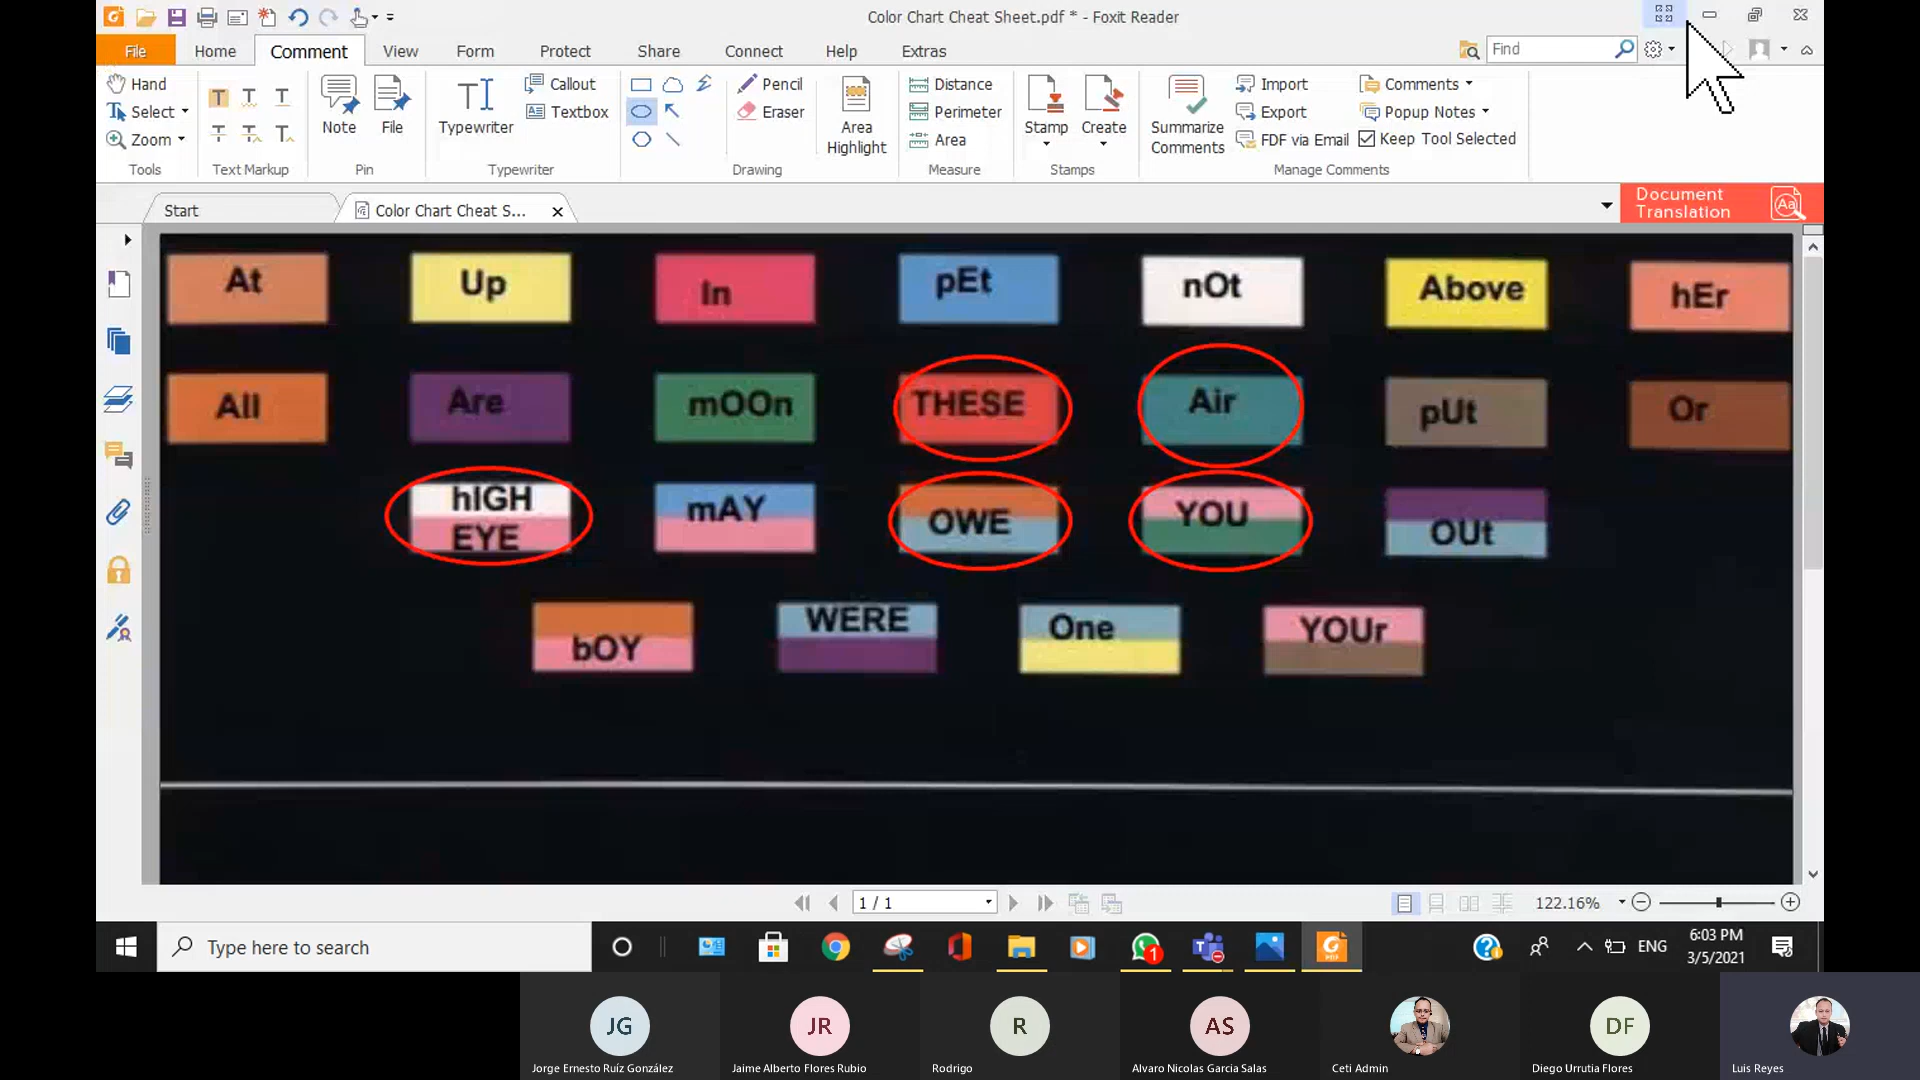 Color Chart Cheat Sheet.pdf * - Foxit Reader
File Home Comment View Form Protect Share Connect Help Extras Find
Hand
Select
Zoom
Tools
Text Markup
Note
File
Pin
Typewriter
Callout
Textbox
Typewriter
Pencil
Eraser
Area
Highlight
Drawing
Distance
Perimeter
Area
Measure
Stamp
Create
Stamps
Summarize
Comments
Import
Export
FDF via Email
Comments
Popup Notes
Keep Tool Selected
Manage Comments
Start
Color Chart Cheat S...
Document
Translation
At Up In pEt nOt Above hEr
All Are mOOn THESE Air pUt Or
hIGH
EYE
mAY OWE YOU OUt
bOY WERE One YOUr
1 / 1
122.16%
Type here to search
1
ENG
6:03 PM
3/5/2021
JG JR R AS DF
Jorge Ernesto Ruíz González Jaime Alberto Flores Rubio Rodrigo Alvaro Nicolas Garcia Salas Ceti Admin Diego Urrutia Flores Luis Reyes